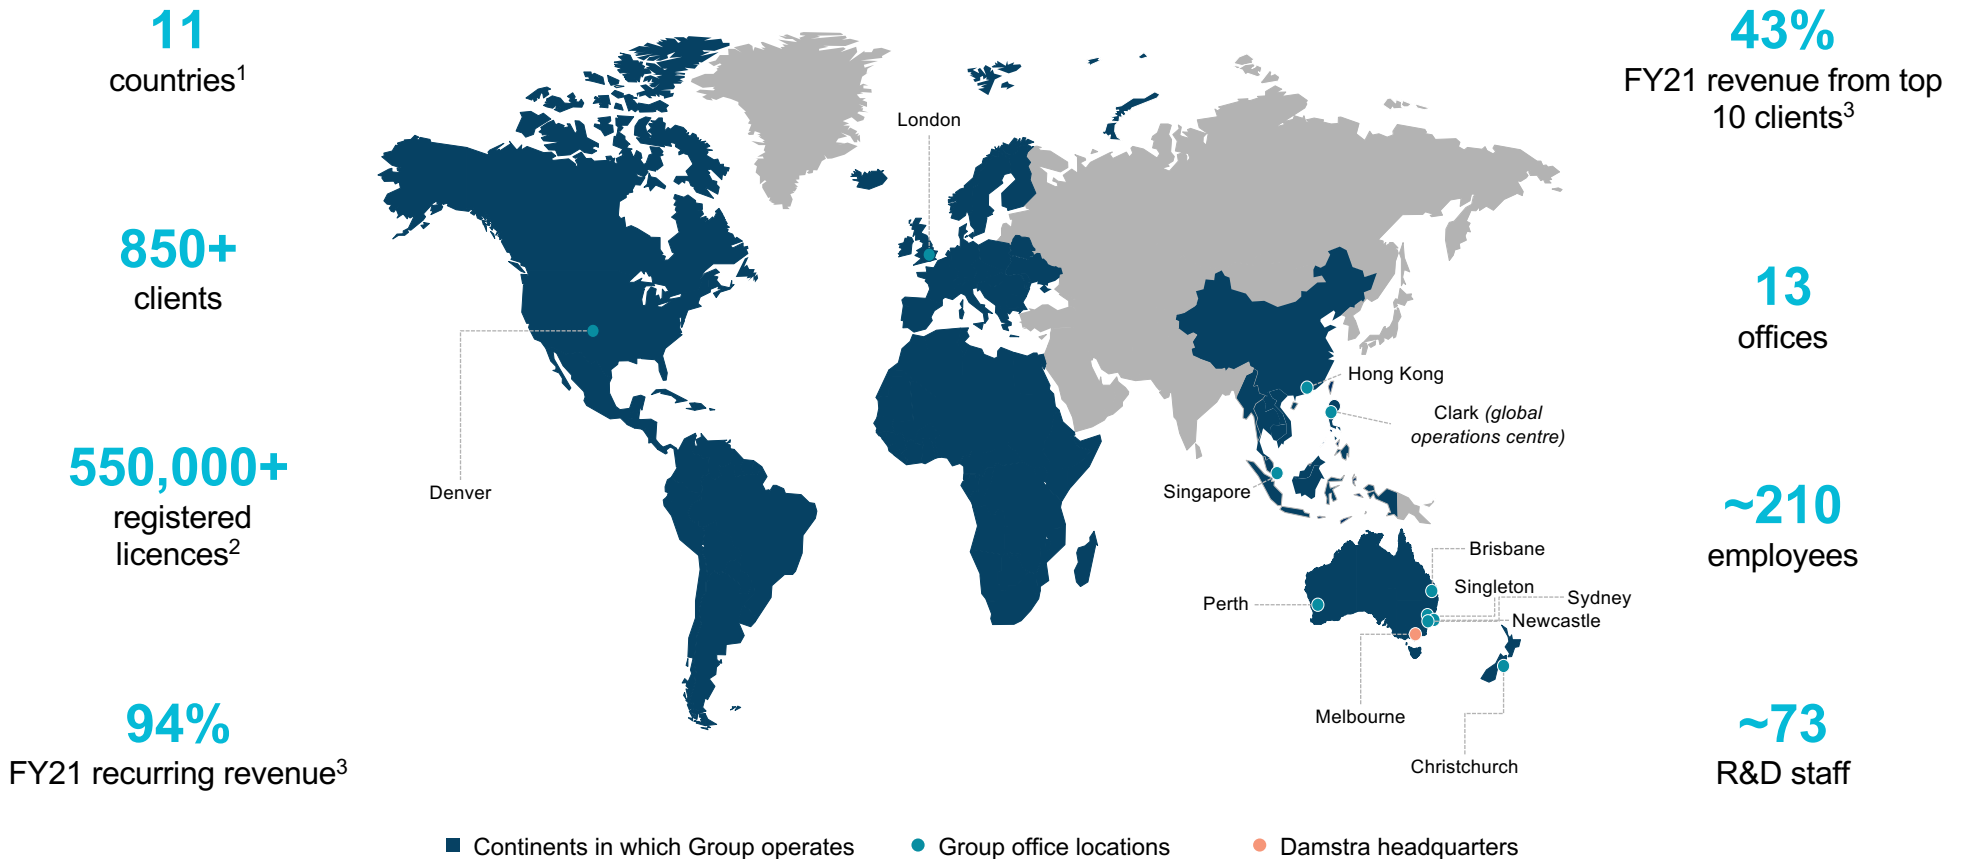 11
countries1
850+
clients
550,000+
registered
licences2
94%
FY21 recurring revenue3
London
Denver
Hong Kong
Clark (global
operations centre)
Singapore
Brisbane
Singleton
Sydney
Newcastle
Perth
Melbourne
Christchurch
43%
FY21 revenue from top
10 clients3
13
offices
~210
employees
~73
R&D staff
Continents in which Group operates
Group office locations
Damstra headquarters